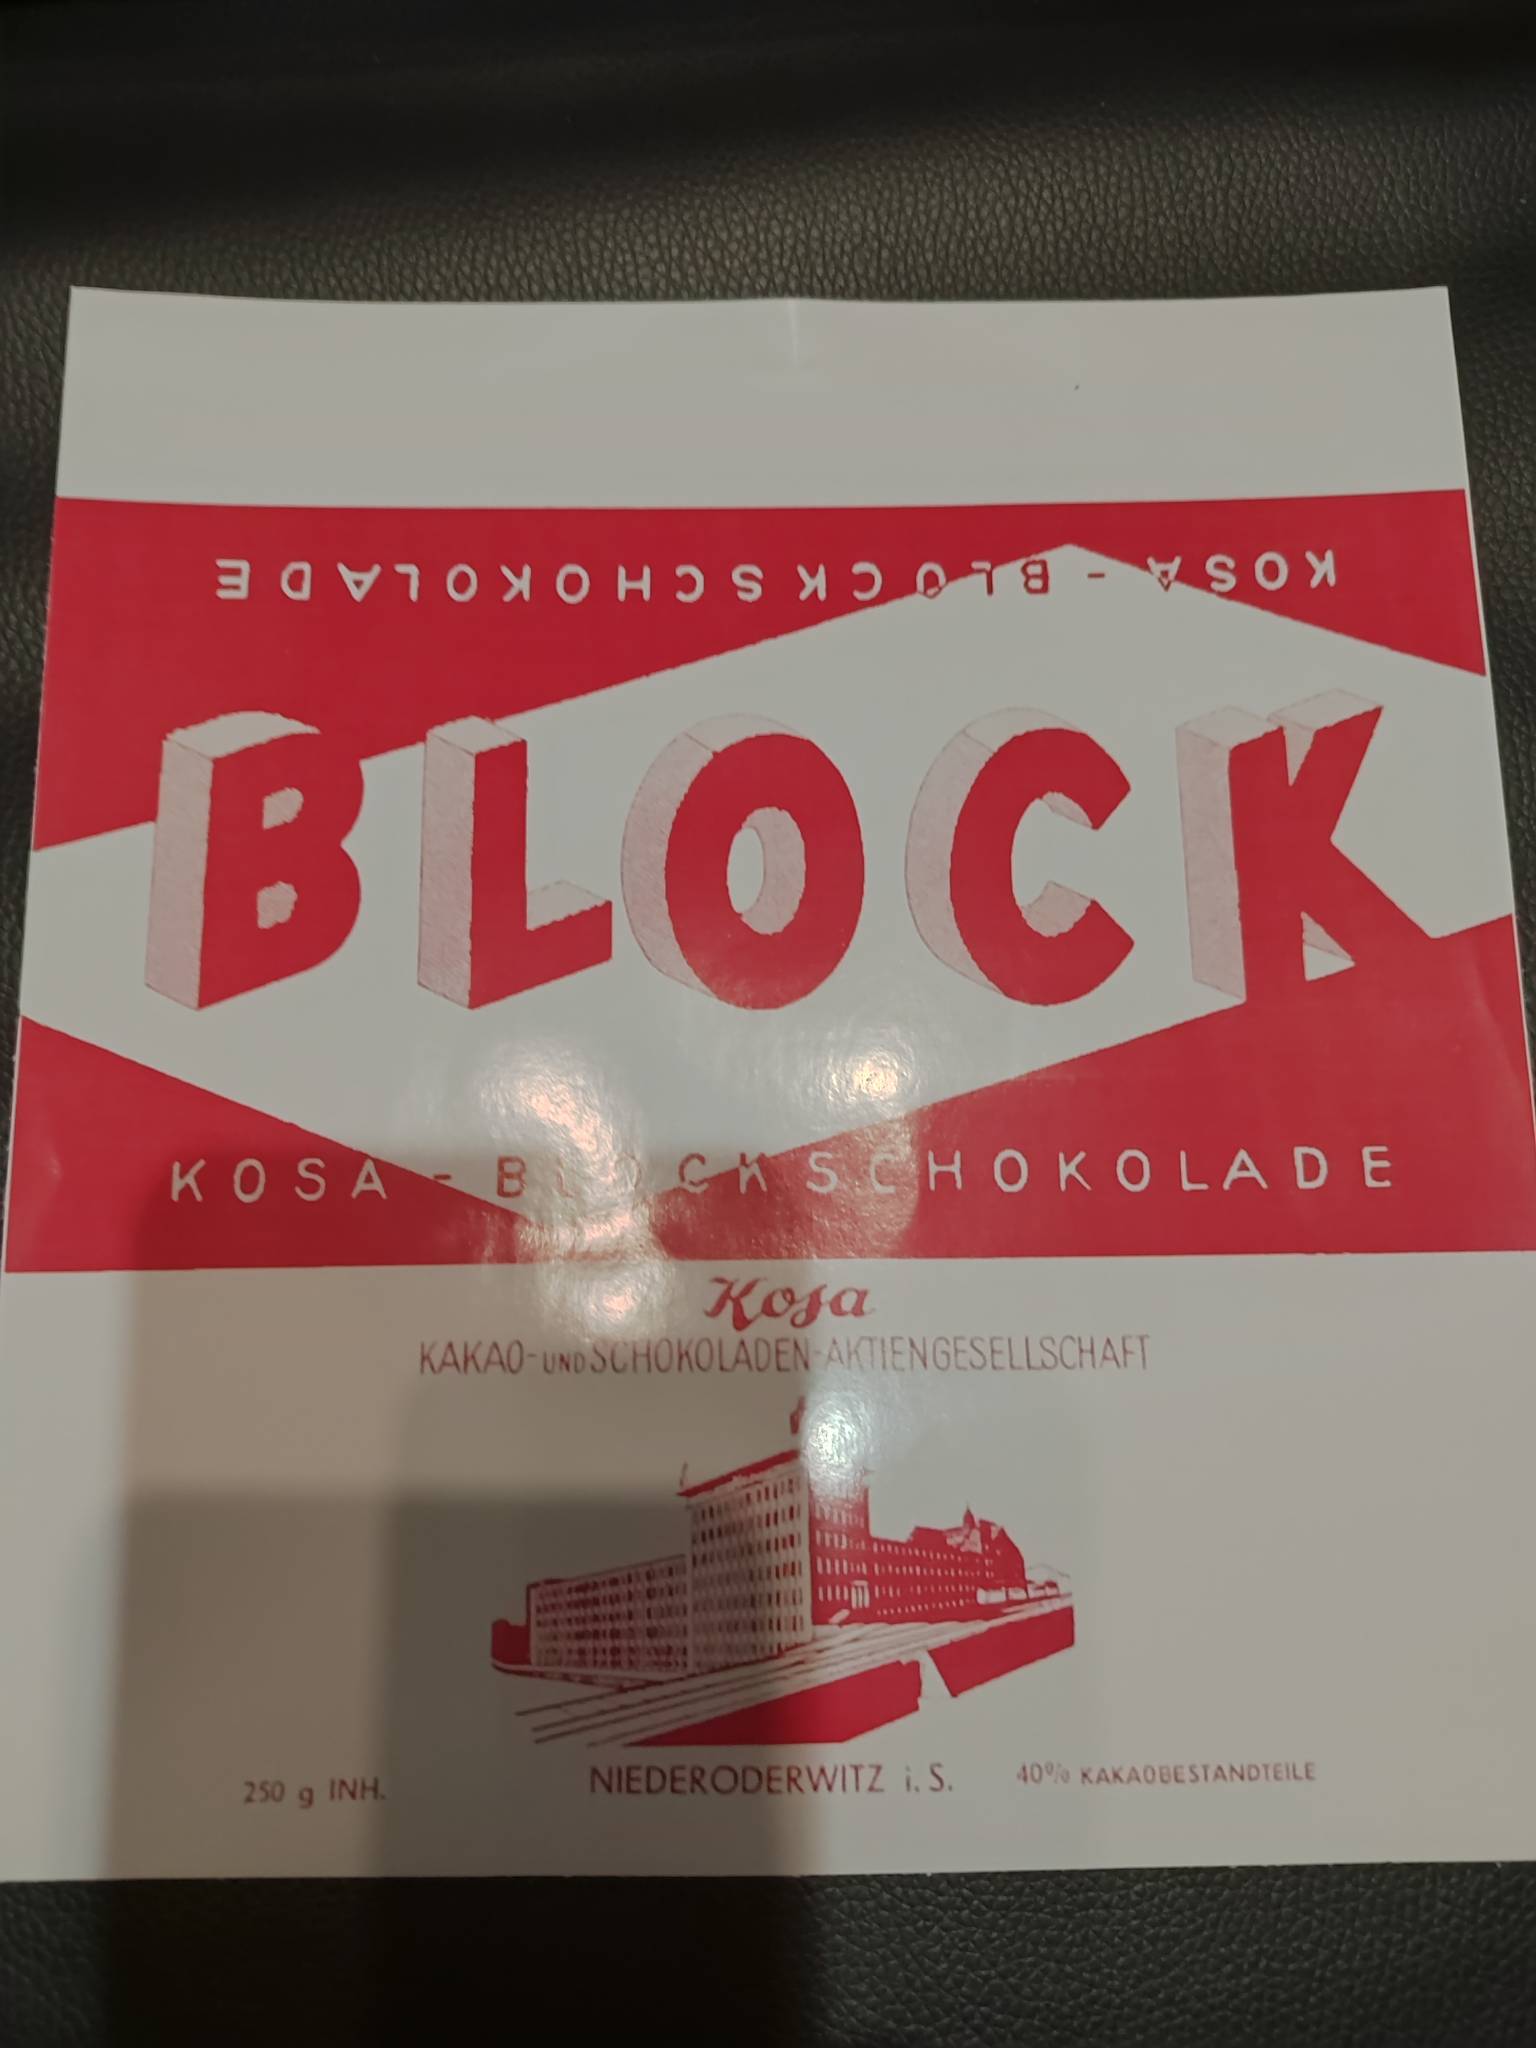 KOSA - BLOCKSCHOKOLADE
BLOCK
KOSA - BLOCKSCHOKOLADE
Kosa
KAKAO- UND SCHOKOLADEN-AKTIENGESELLSCHAFT
250 g INH.
NIEDERODERWITZ i. S.
40% KAKAOBESTANDTEILE